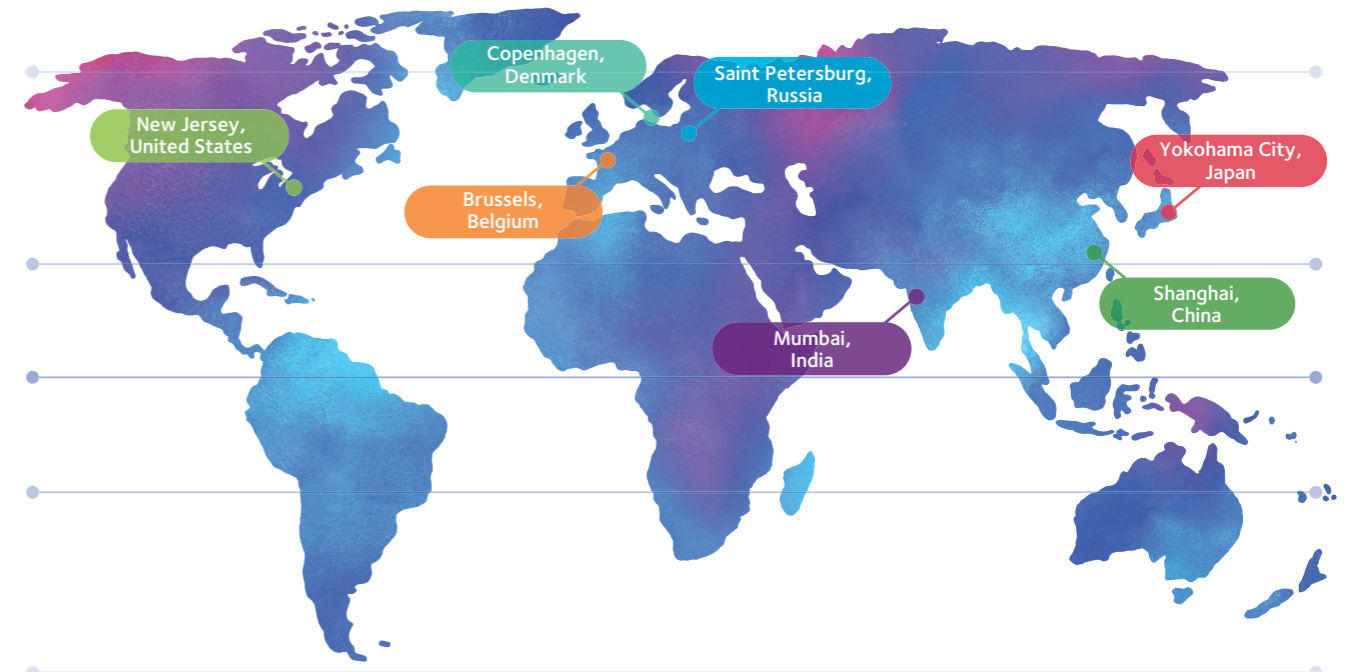 Copenhagen,
Denmark
Saint Petersburg,
Russia
New Jersey,
United States
Yokohama City,
Japan
Brussels,
Belgium
Shanghai,
China
Mumbai,
India